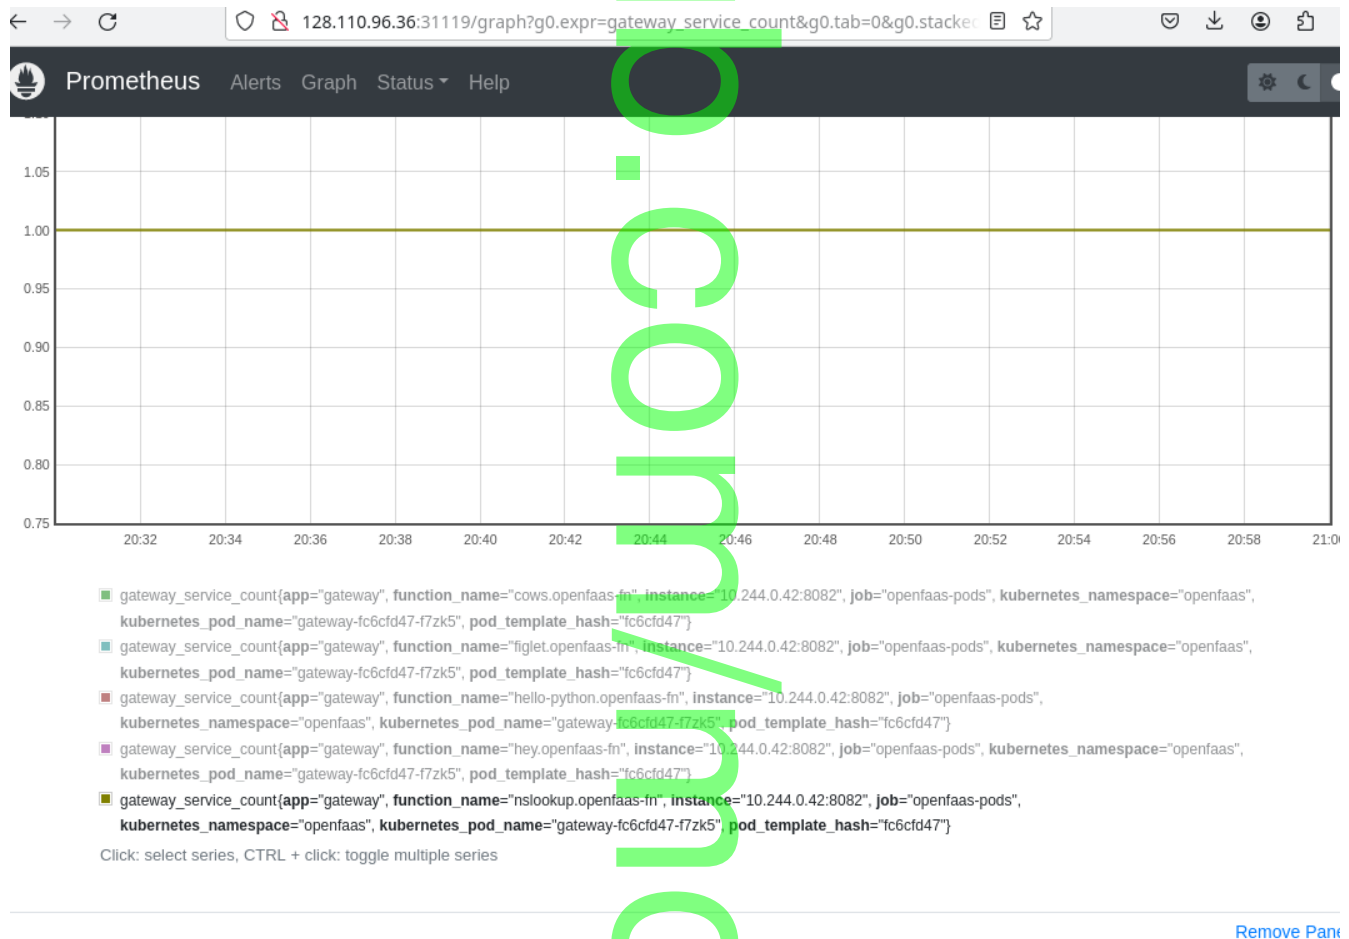 128.110.96.36:31119/graph?g0.expr=gateway_service_count&g0.tab=0&g0.stacked
Prometheus Alerts Graph Status Help
1.05
1.00
0.95
0.90
0.85
0.80
0.75
20:32 20:34 20:36 20:38 20:40 20:42 20:44 20:46 20:48 20:50 20:52 20:54 20:56 20:58 21:0
gateway_service_count{app="gateway", function_name="cows.openfaas-fn", instance="10.244.0.42:8082", job="openfaas-pods", kubernetes_namespace="openfaas",
kubernetes_pod_name="gateway-fc6cfd47-f7zk5", pod_template_hash="fc6cfd47"}
gateway_service_count{app="gateway", function_name="figlet.openfaas-fn", instance="10.244.0.42:8082", job="openfaas-pods", kubernetes_namespace="openfaas",
kubernetes_pod_name="gateway-fc6cfd47-f7zk5", pod_template_hash="fc6cfd47"}
gateway_service_count{app="gateway", function_name="hello-python.openfaas-fn", instance="10.244.0.42:8082", job="openfaas-pods",
kubernetes_namespace="openfaas", kubernetes_pod_name="gateway-fc6cfd47-f7zk5", pod_template_hash="fc6cfd47"}
gateway_service_count{app="gateway", function_name="hey.openfaas-fn", instance="10.244.0.42:8082", job="openfaas-pods", kubernetes_namespace="openfaas",
kubernetes_pod_name="gateway-fc6cfd47-f7zk5", pod_template_hash="fc6cfd47"}
gateway_service_count{app="gateway", function_name="nslookup.openfaas-fn", instance="10.244.0.42:8082", job="openfaas-pods",
kubernetes_namespace="openfaas", kubernetes_pod_name="gateway-fc6cfd47-f7zk5", pod_template_hash="fc6cfd47"}
Click: select series, CTRL + click: toggle multiple series
Remove Pane